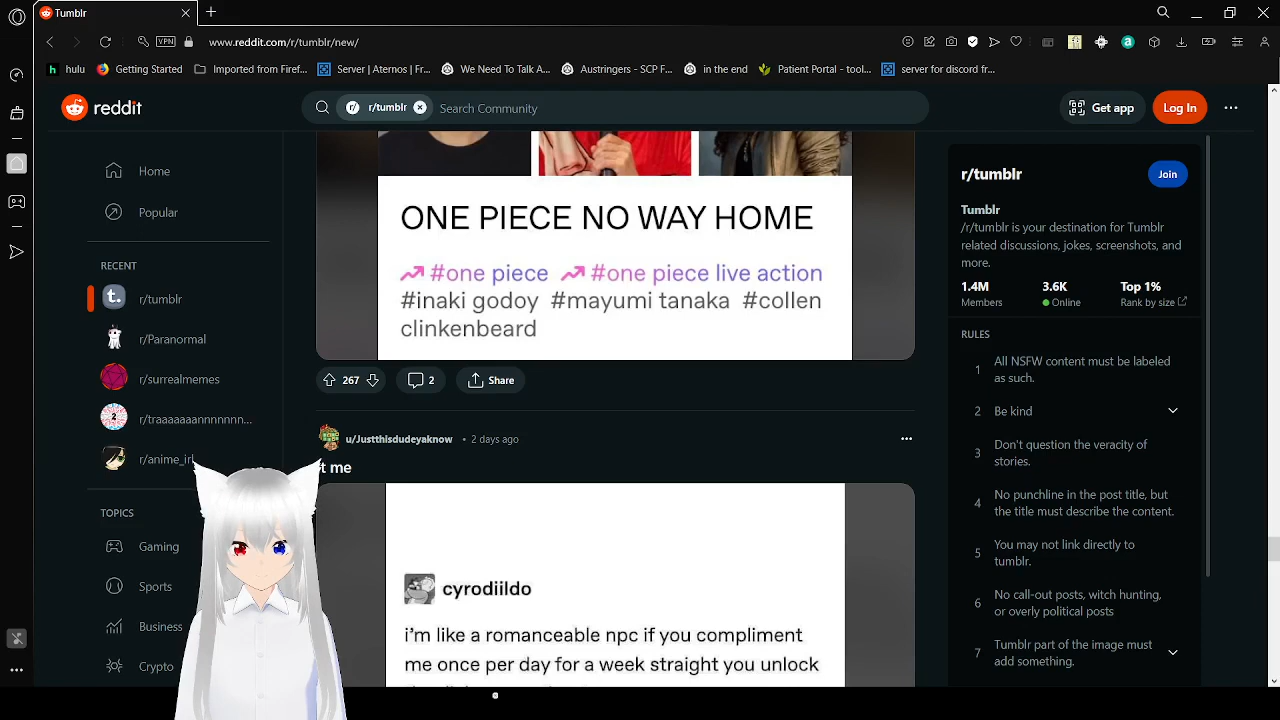 Tumblr
www.reddit.com/r/tumblr/new/
VPN
hulu
Getting Started
Imported from Firef...
Server | Aternos | Fr...
We Need To Talk A...
Austringers - SCP F...
in the end
Patient Portal - tool...
server for discord fr...
reddit
r/tumblr
Search Community
Get app
Log In
Home
Popular
RECENT
r/tumblr
r/Paranormal
r/surrealmemes
r/traaaaaaannnnnnn...
r/anime_irl
TOPICS
Gaming
Sports
Business
Crypto
ONE PIECE NO WAY HOME
#one piece #one piece live action
#inaki godoy #mayumi tanaka #collen
clinkenbeard
267
2
Share
u/Justthisdudeyaknow • 2 days ago
t me
cyrodiildo
i'm like a romanceable npc if you compliment
me once per day for a week straight you unlock
r/tumblr
Join
Tumblr
/r/tumblr is your destination for Tumblr
related discussions, jokes, screenshots, and
more.
1.4M
Members
3.6K
Online
Top 1%
Rank by size
RULES
1 All NSFW content must be labeled
as such.
2 Be kind
3 Don't question the veracity of
stories.
4 No punchline in the post title, but
the title must describe the content.
5 You may not link directly to
tumblr.
6 No call-out posts, witch hunting,
or overly political posts
7 Tumblr part of the image must
add something.